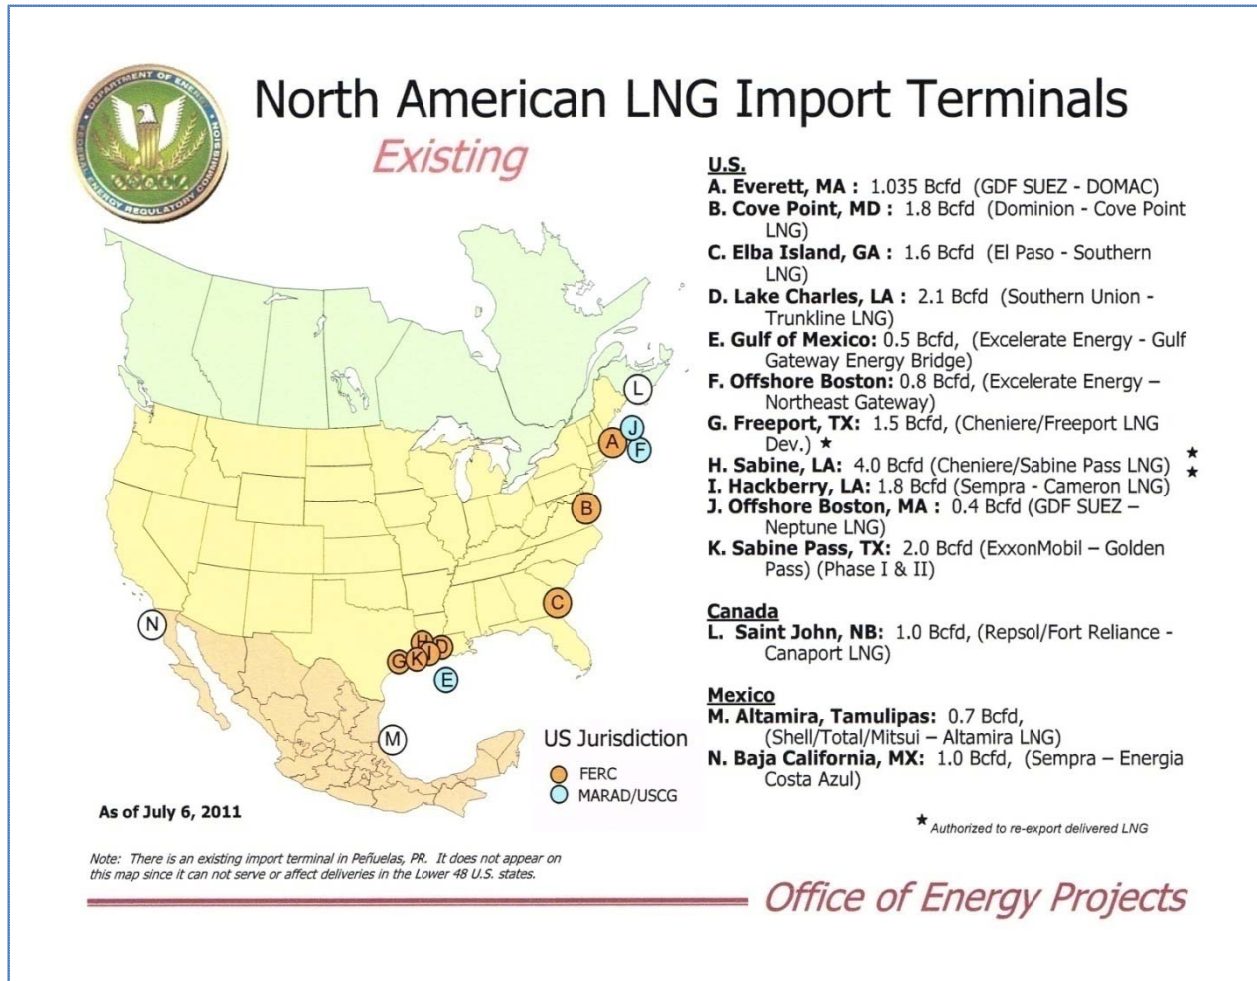 DEPARTMENT OF ENERGY
FEDERAL ENERGY REGULATORY COMMISSION
North American LNG Import Terminals
Existing
U.S.
A. Everett, MA : 1.035 Bcfd (GDF SUEZ - DOMAC)
B. Cove Point, MD : 1.8 Bcfd (Dominion - Cove Point
LNG)
C. Elba Island, GA : 1.6 Bcfd (El Paso - Southern
LNG)
D. Lake Charles, LA : 2.1 Bcfd (Southern Union -
Trunkline LNG)
E. Gulf of Mexico: 0.5 Bcfd, (Excelerate Energy - Gulf
Gateway Energy Bridge)
F. Offshore Boston: 0.8 Bcfd, (Excelerate Energy –
Northeast Gateway)
G. Freeport, TX: 1.5 Bcfd, (Cheniere/Freeport LNG
Dev.) ★
H. Sabine, LA: 4.0 Bcfd (Cheniere/Sabine Pass LNG) ★
I. Hackberry, LA: 1.8 Bcfd (Sempra - Cameron LNG) ★
J. Offshore Boston, MA : 0.4 Bcfd (GDF SUEZ –
Neptune LNG)
K. Sabine Pass, TX: 2.0 Bcfd (ExxonMobil – Golden
Pass) (Phase I & II)
Canada
L. Saint John, NB: 1.0 Bcfd, (Repsol/Fort Reliance -
Canaport LNG)
Mexico
M. Altamira, Tamulipas: 0.7 Bcfd,
(Shell/Total/Mitsui – Altamira LNG)
N. Baja California, MX: 1.0 Bcfd, (Sempra – Energia
Costa Azul)
★ Authorized to re-export delivered LNG
L
J
A
F
B
C
N
H
D
I
K
G
E
M
US Jurisdiction
FERC
MARAD/USCG
As of July 6, 2011
Note: There is an existing import terminal in Peñuelas, PR. It does not appear on
this map since it can not serve or affect deliveries in the Lower 48 U.S. states.
Office of Energy Projects